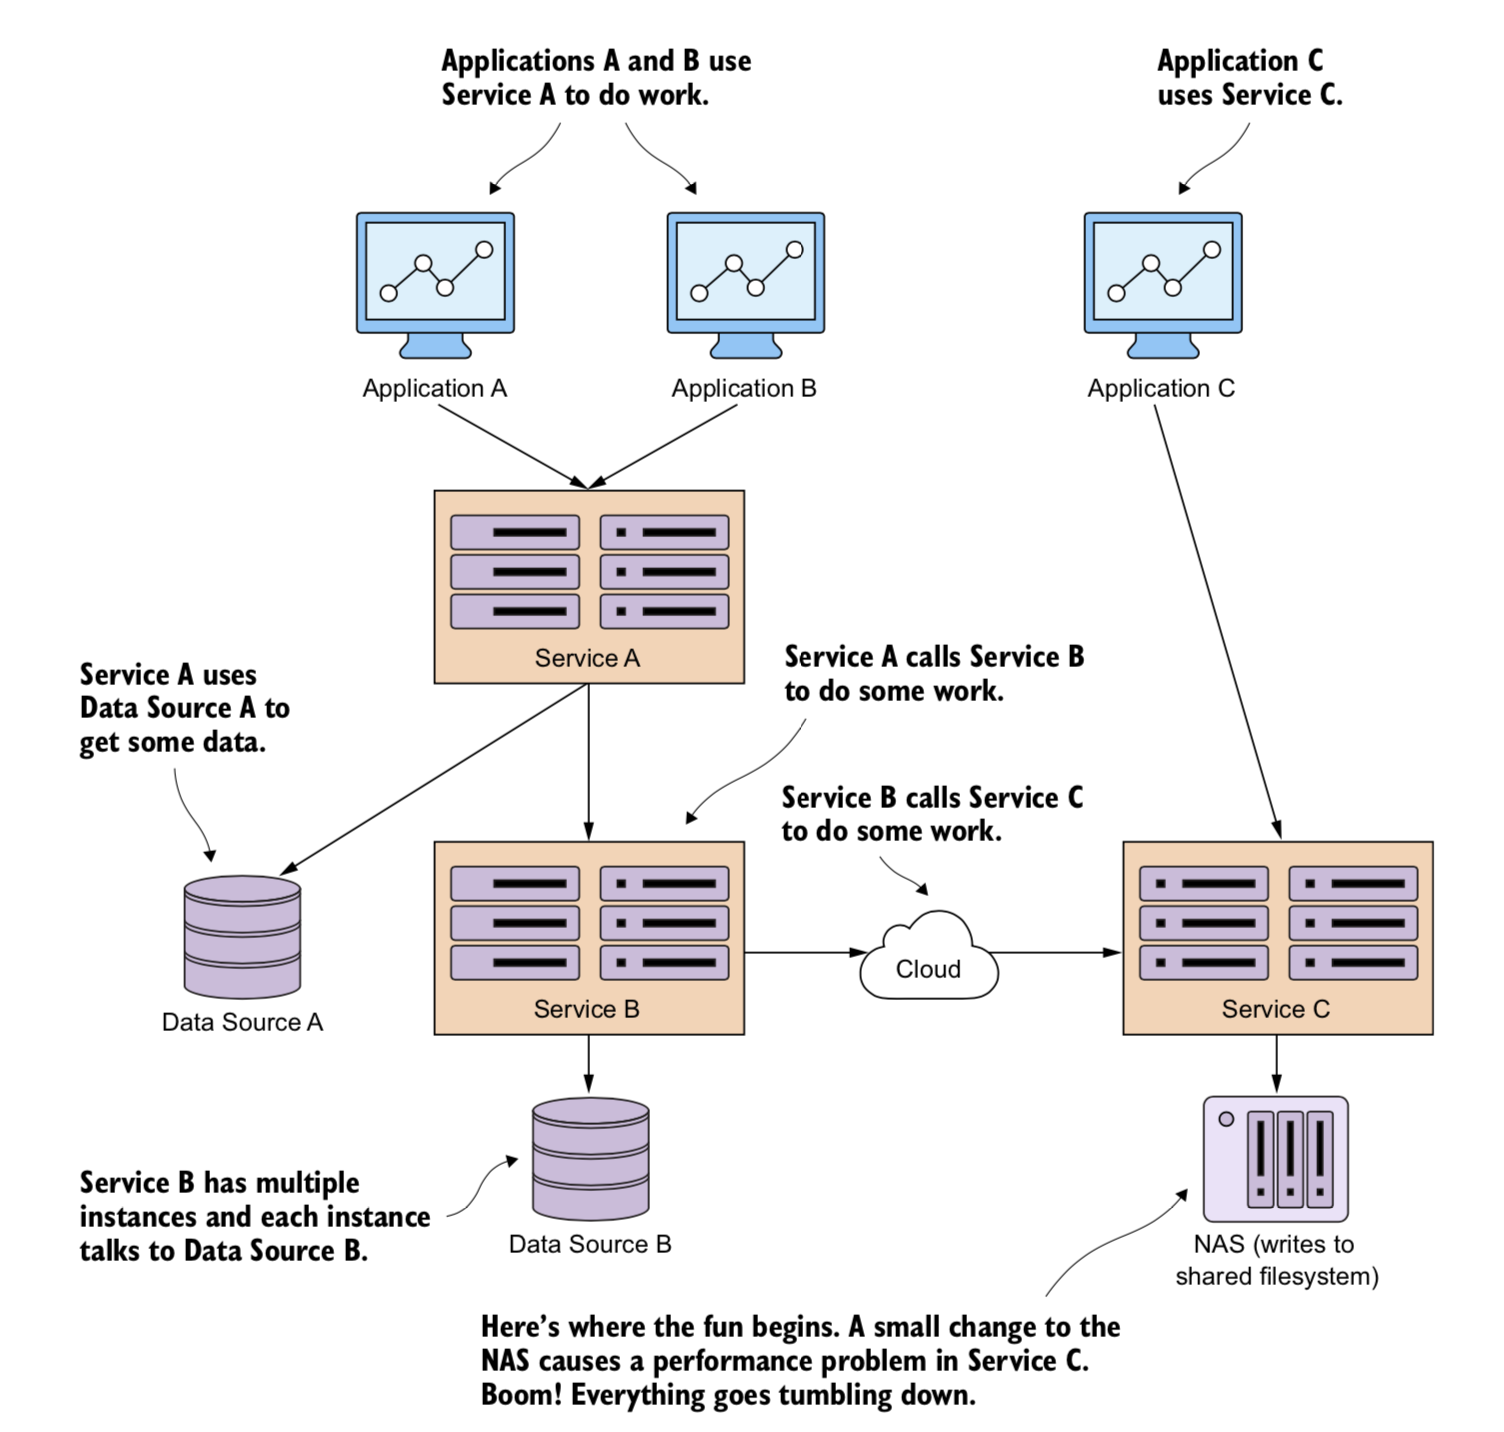 Applications A and B use
Service A to do work.
Application C
uses Service C.
Application A
Application B
Application C
Service A
Service A uses
Data Source A to
get some data.
Service A calls Service B
to do some work.
Service B calls Service C
to do some work.
Cloud
Data Source A
Service B
Service C
Service B has multiple
instances and each instance
talks to Data Source B.
Data Source B
NAS (writes to
shared filesystem)
Here's where the fun begins. A small change to the
NAS causes a performance problem in Service C.
Boom! Everything goes tumbling down.